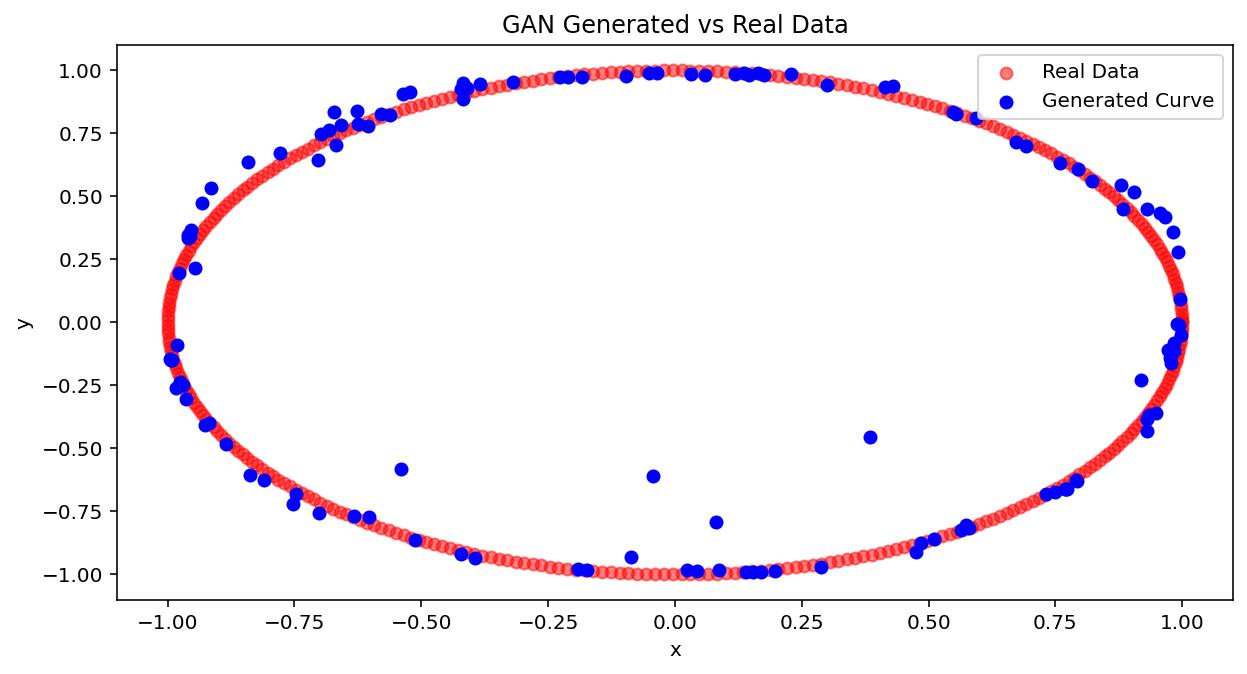 GAN Generated vs Real Data
Real Data
Generated Curve
1.00
0.75
0.50
0.25
0.00
−0.25
−0.50
−0.75
−1.00
y
−1.00 −0.75 −0.50 −0.25 0.00 0.25 0.50 0.75 1.00
x